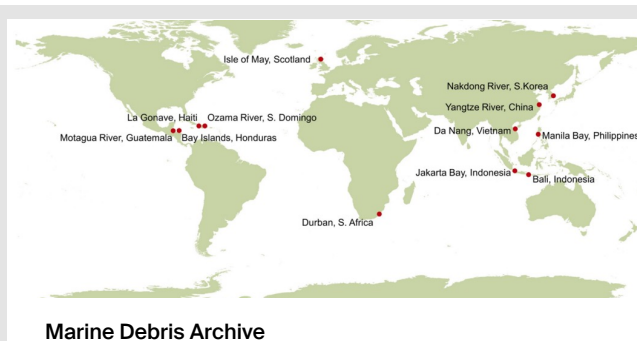 Isle of May, Scotland
Nakdong River, S.Korea
Yangtze River, China
La Gonave, Haiti
Ozama River, S. Domingo
Motagua River, Guatemala
Bay Islands, Honduras
Da Nang, Vietnam
Manila Bay, Philippines
Jakarta Bay, Indonesia
Bali, Indonesia
Durban, S. Africa
Marine Debris Archive